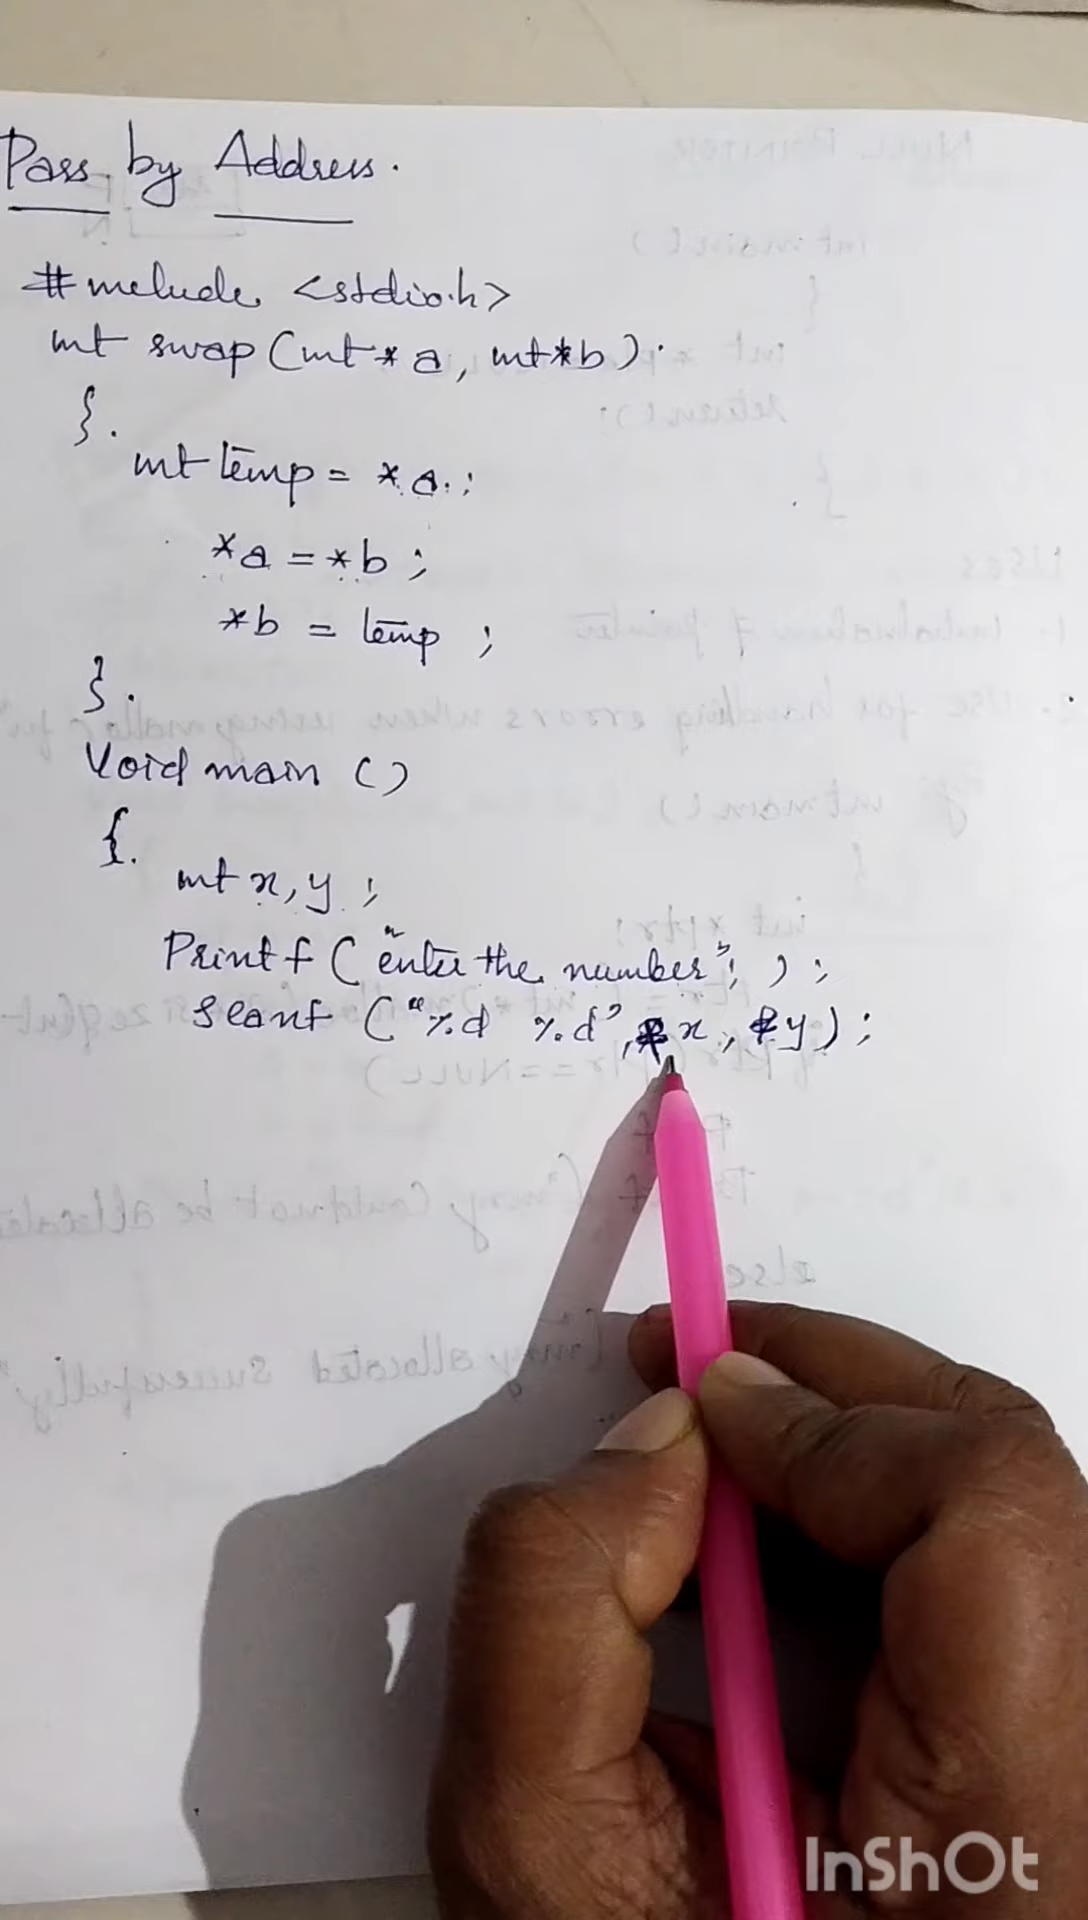 Pass by Address.
#include <stdio.h>
int swap (int * a, int * b).
}.
int temp = *a.;
*a = *b ;
*b = temp ;
}.
Void main ()
{.
int x, y ;
Printf ("enter the number", ) ;
Scanf ("%d %d", &x, &y) ;
InShOt